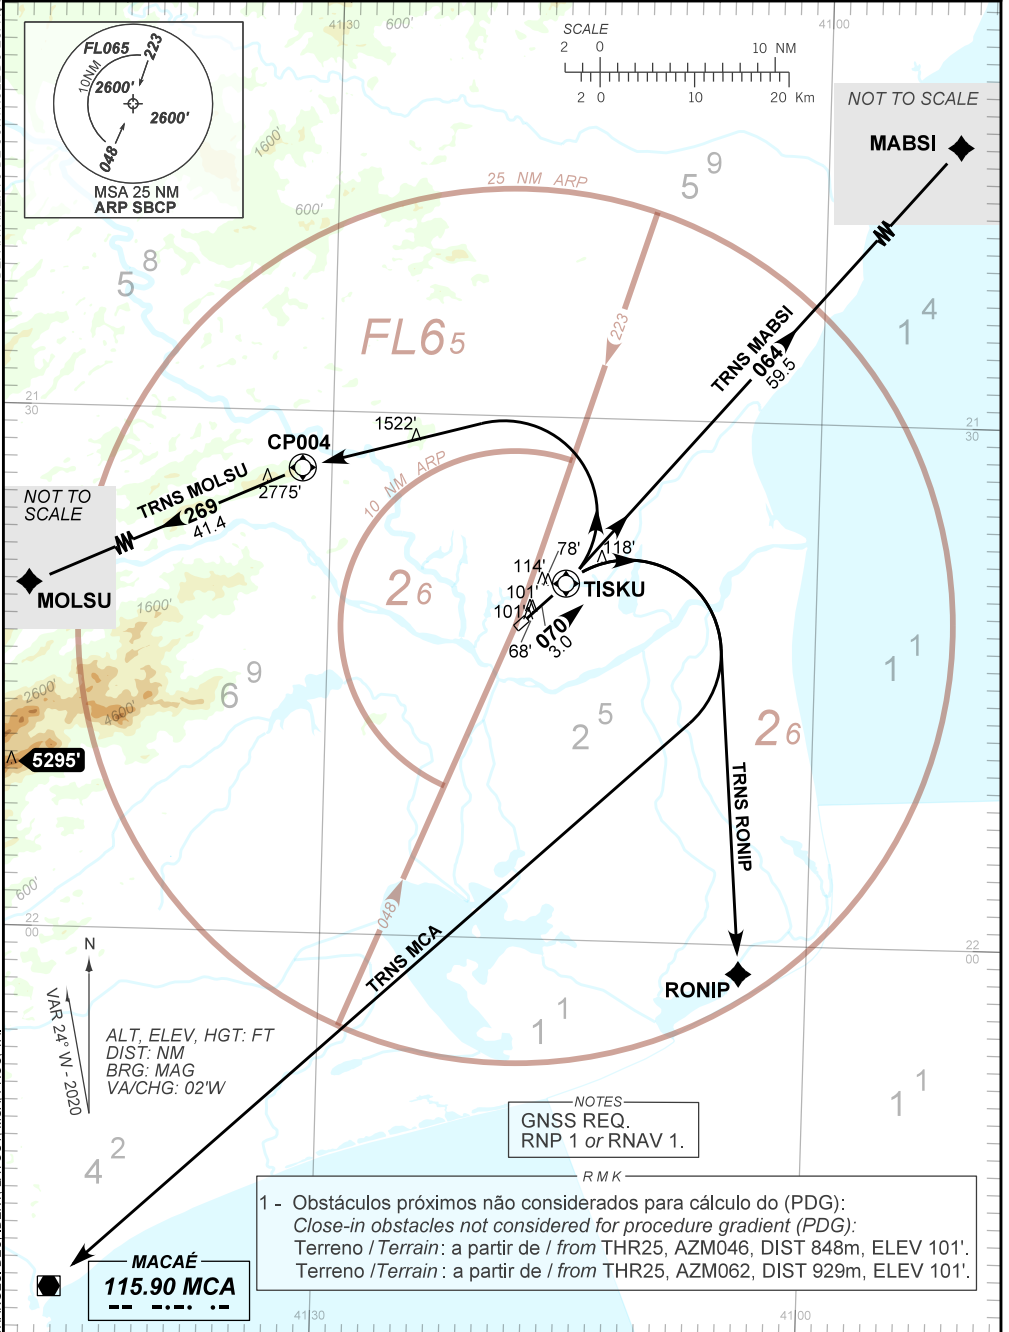 41 30
600'
41 00
SCALE
2 0 10 NM
2 0 10 20 Km
FL065
223
10NM
2600'
2600'
048
MSA 25 NM
ARP SBCP
NOT TO SCALE
MABSI
1600'
600'
25 NM ARP
5 9
5 8
FL65
223
1 4
TRNS MABSI
064
59.5
21
30
21
30
1522'
CP004
TRNS MOLSU
269
41.4
2775'
10 NM ARP
NOT TO
SCALE
MOLSU
78'
118'
114'
101'
101'
68'
TISKU
070
3.0
26
1600'
2600'
4600'
6 9
1 1
2 5
26
5295'
TRNS RONIP
600'
22
00
22
00
048
TRNS MCA
RONIP
N
VAR 24° W - 2020
ALT, ELEV, HGT: FT
DIST: NM
BRG: MAG
VA/CHG: 02'W
1 1
1 1
4 2
NOTES
GNSS REQ.
RNP 1 or RNAV 1.
RMK
1 - Obstáculos próximos não considerados para cálculo do (PDG):
Close-in obstacles not considered for procedure gradient (PDG):
Terreno / Terrain : a partir de / from THR25, AZM046, DIST 848m, ELEV 101'.
Terreno / Terrain : a partir de / from THR25, AZM062, DIST 929m, ELEV 101'.
MACAÉ
115.90 MCA
41 30
41 00